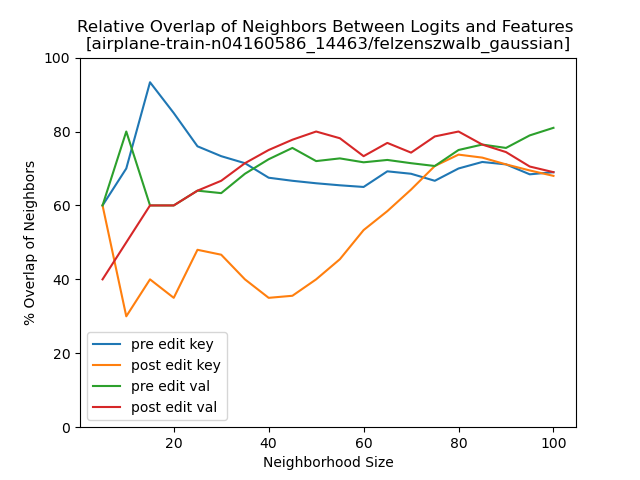 Relative Overlap of Neighbors Between Logits and Features
[airplane-train-n04160586_14463/felzenszwalb_gaussian]
100
80
60
40
20
0
% Overlap of Neighbors
pre edit key
post edit key
pre edit val
post edit val
20 40 60 80 100
Neighborhood Size